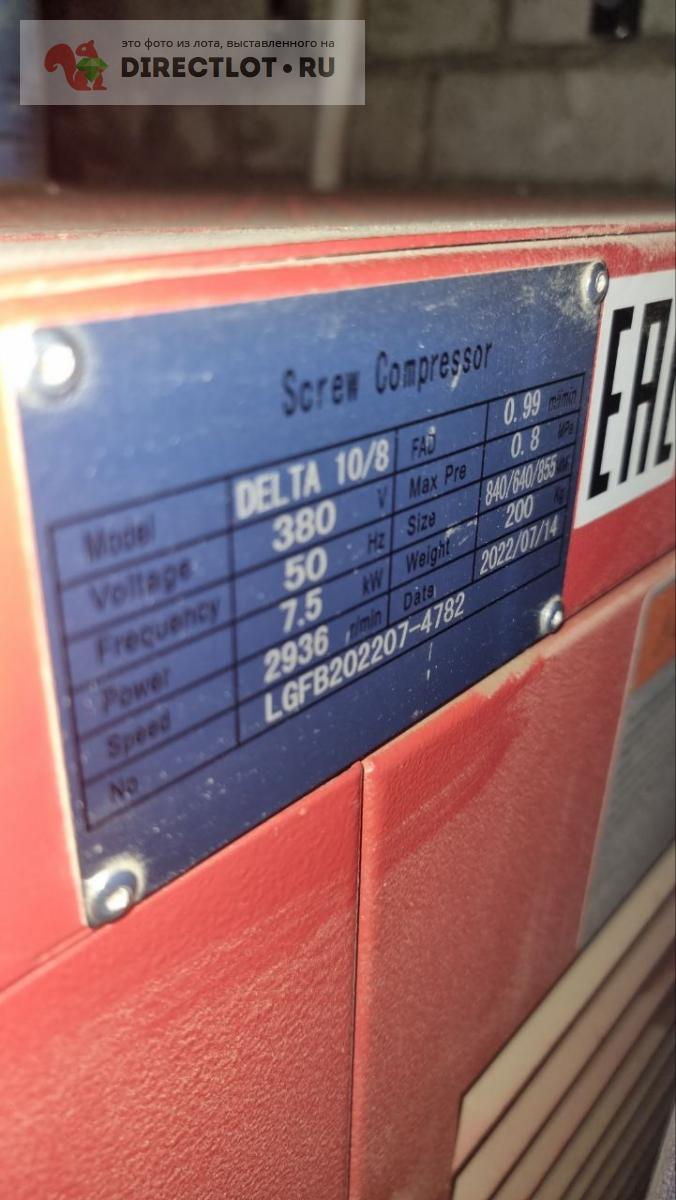 это фото из лота, выставленного на
DIRECTLOT•RU
Screw Compressor
Model DELTA 10/8 FAD 0.99 m³/min
Voltage 380 V Max Pre 0.8 MPa
Frequency 50 Hz Size 840/640/855 MM
Power 7.5 kW Weight 200 Kg
Speed 2936 r/min Date 2022/07/14
No LGFB202207-4782
EAC